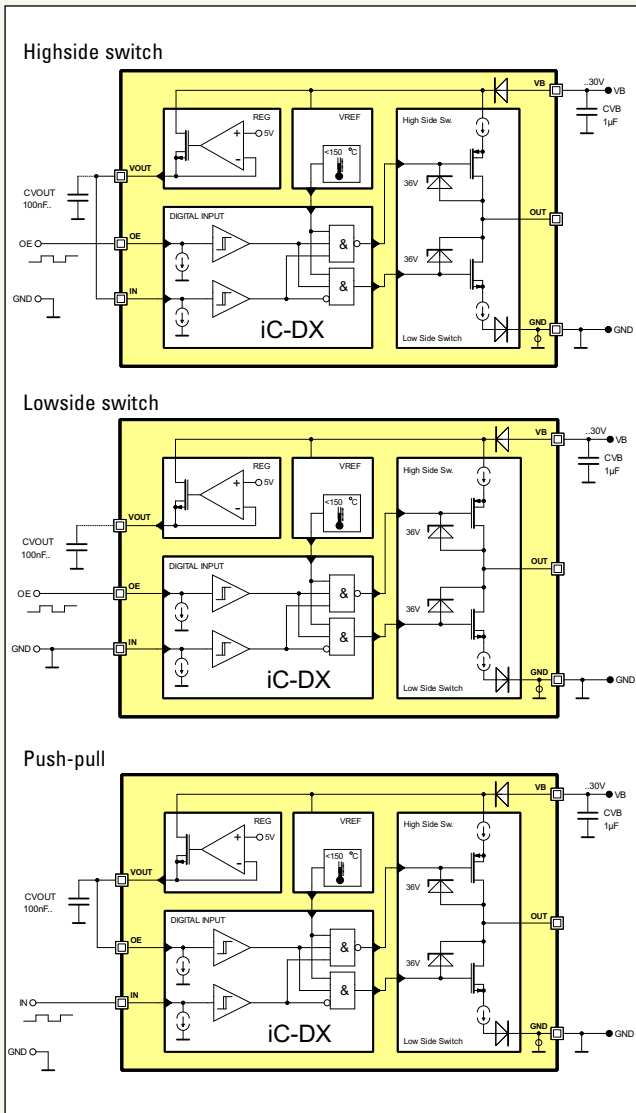 Highside switch
..30V
VB
VB
REG
VREF
High Side Sw.
CVB
1µF
+
5V
-
<150 °C
VOUT
36V
CVOUT
100nF..
DIGITAL INPUT
OE
OE
&
OUT
36V
IN
&
GND
iC-DX
Low Side Switch
GND
GND
Lowside switch
..30V
VB
VB
REG
VREF
High Side Sw.
CVB
1µF
+
5V
-
<150 °C
VOUT
36V
CVOUT
100nF..
DIGITAL INPUT
OE
OE
&
OUT
36V
GND
IN
&
iC-DX
Low Side Switch
GND
GND
Push-pull
..30V
VB
VB
REG
VREF
High Side Sw.
CVB
1µF
+
5V
-
<150 °C
VOUT
36V
CVOUT
100nF..
DIGITAL INPUT
OE
&
OUT
36V
IN
IN
&
GND
iC-DX
Low Side Switch
GND
GND